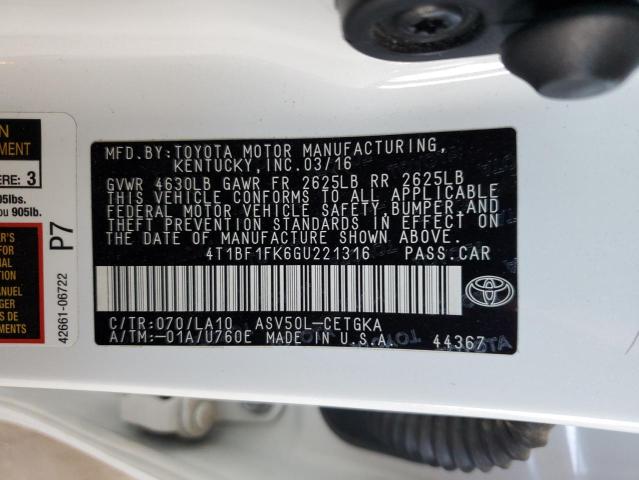 MFD.BY: TOYOTA MOTOR MANUFACTURING,
KENTUCKY, INC. 03/16
GVWR 4630LB GAWR FR 2625LB RR 2625LB
THIS VEHICLE CONFORMS TO ALL APPLICABLE
FEDERAL MOTOR VEHICLE SAFETY, BUMPER, AND
THEFT PREVENTION STANDARDS IN EFFECT ON
THE DATE OF MANUFACTURE SHOWN ABOVE.
4T1BF1FK6GU221316 PASS.CAR
C/TR:070/LA10 ASV50L-CETGKA
A/TM:-01A/U760E MADE IN U.S.A. 44367
3
905lb.
P7
42661-06722